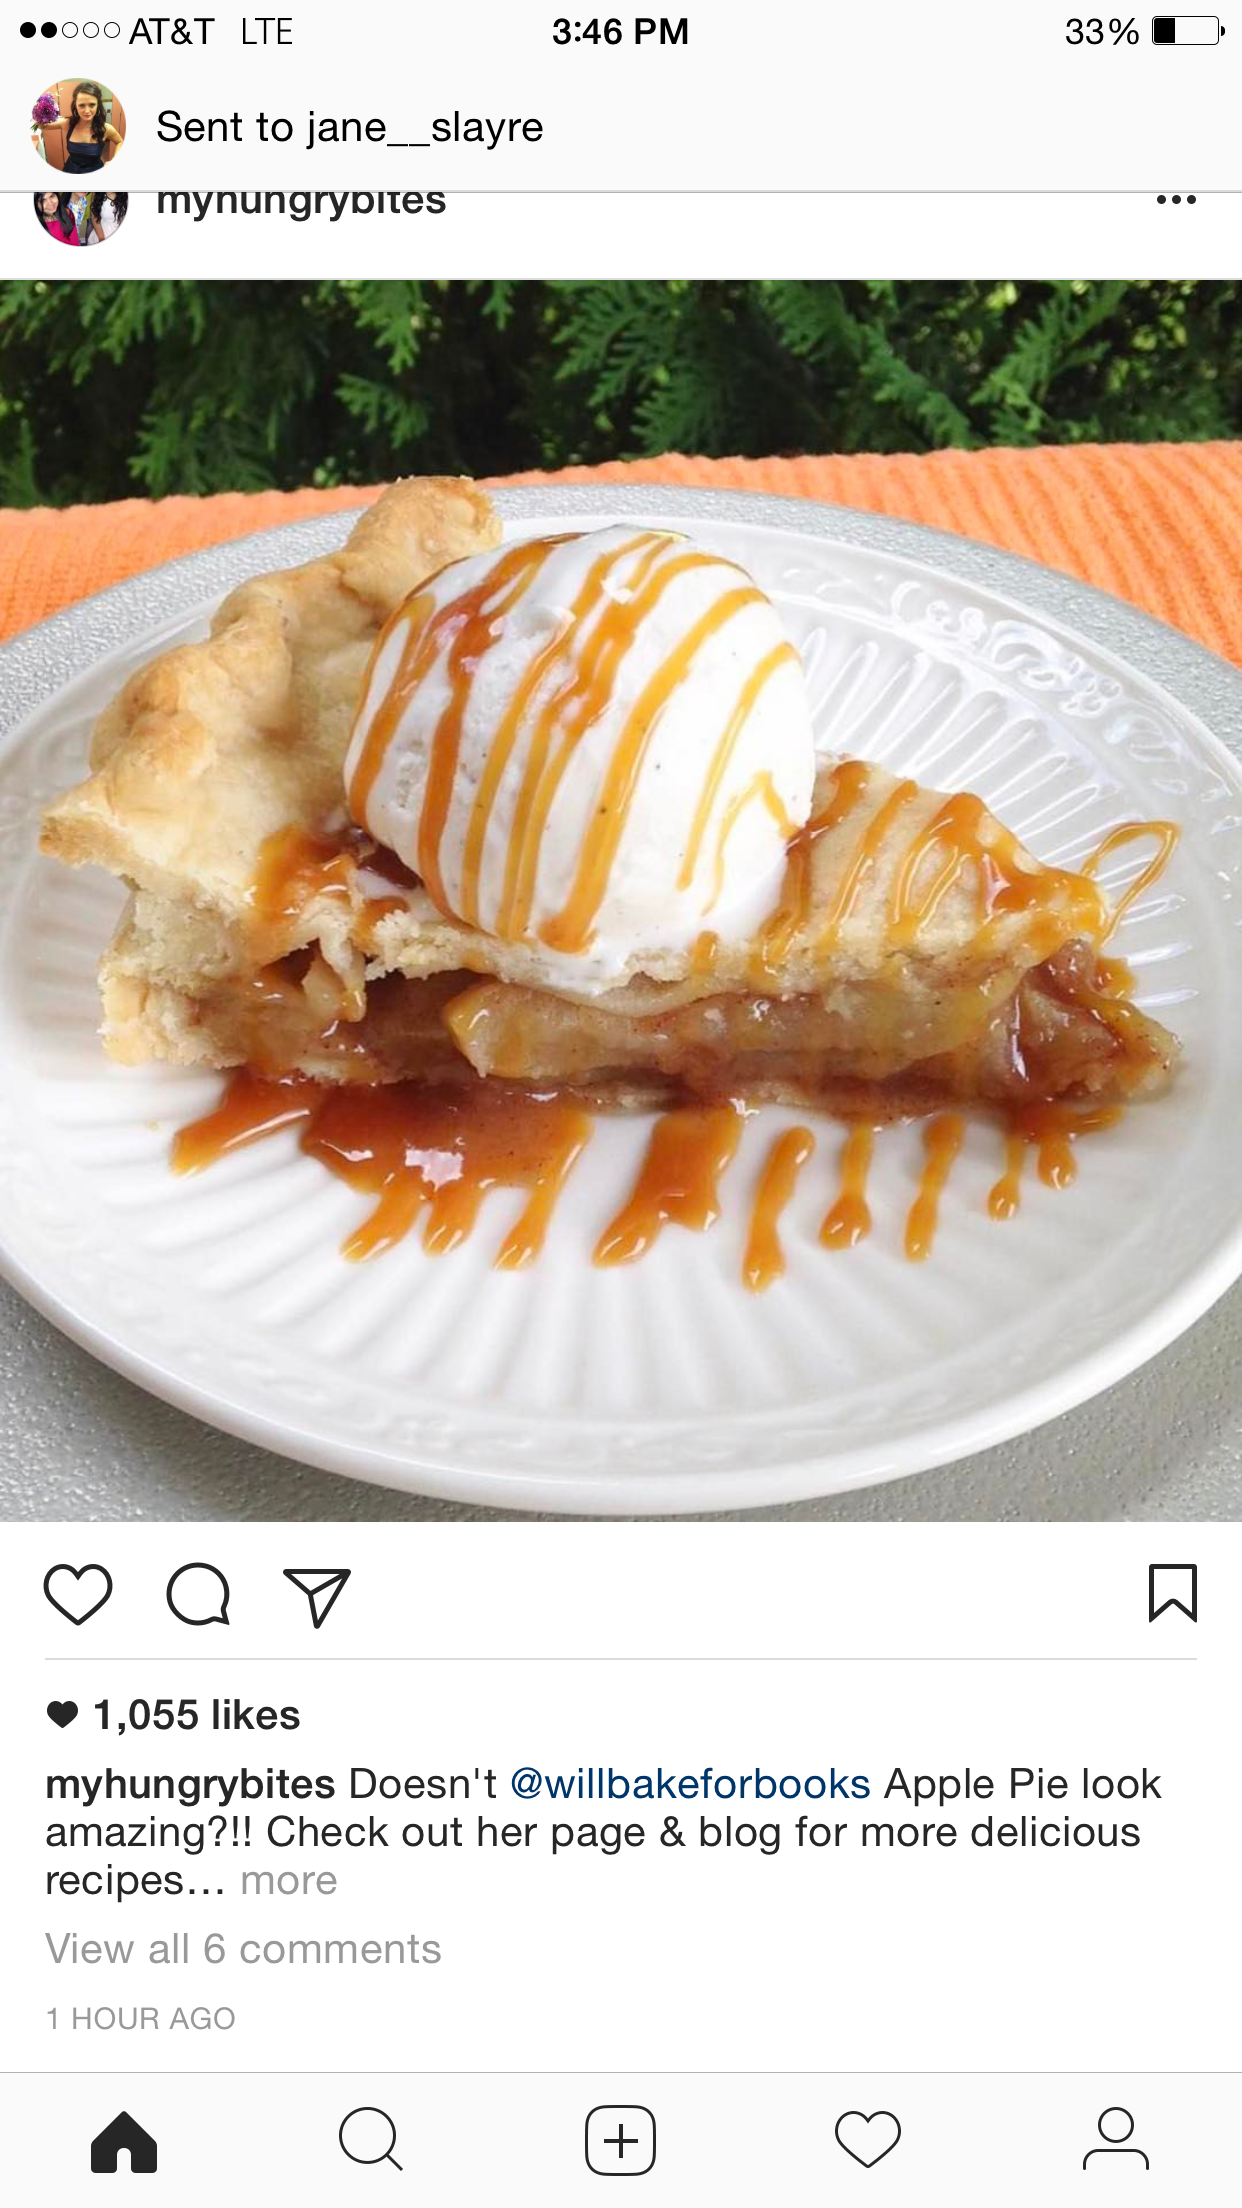 AT&T LTE 3:46 PM 33%
Sent to jane__slayre
myhungrybites
1,055 likes
myhungrybites Doesn't @willbakeforbooks Apple Pie look
amazing?!! Check out her page & blog for more delicious
recipes... more
View all 6 comments
1 HOUR AGO